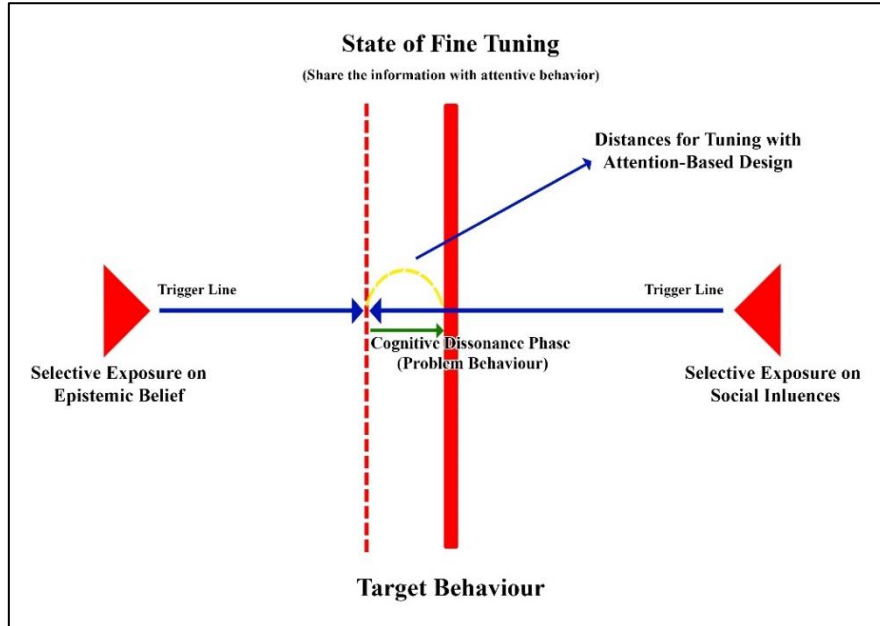 State of Fine Tuning
(Share the information with attentive behavior)
Distances for Tuning with
Attention-Based Design
Trigger Line
Trigger Line
Cognitive Dissonance Phase
(Problem Behaviour)
Selective Exposure on
Epistemic Belief
Selective Exposure on
Social Inluences
Target Behaviour